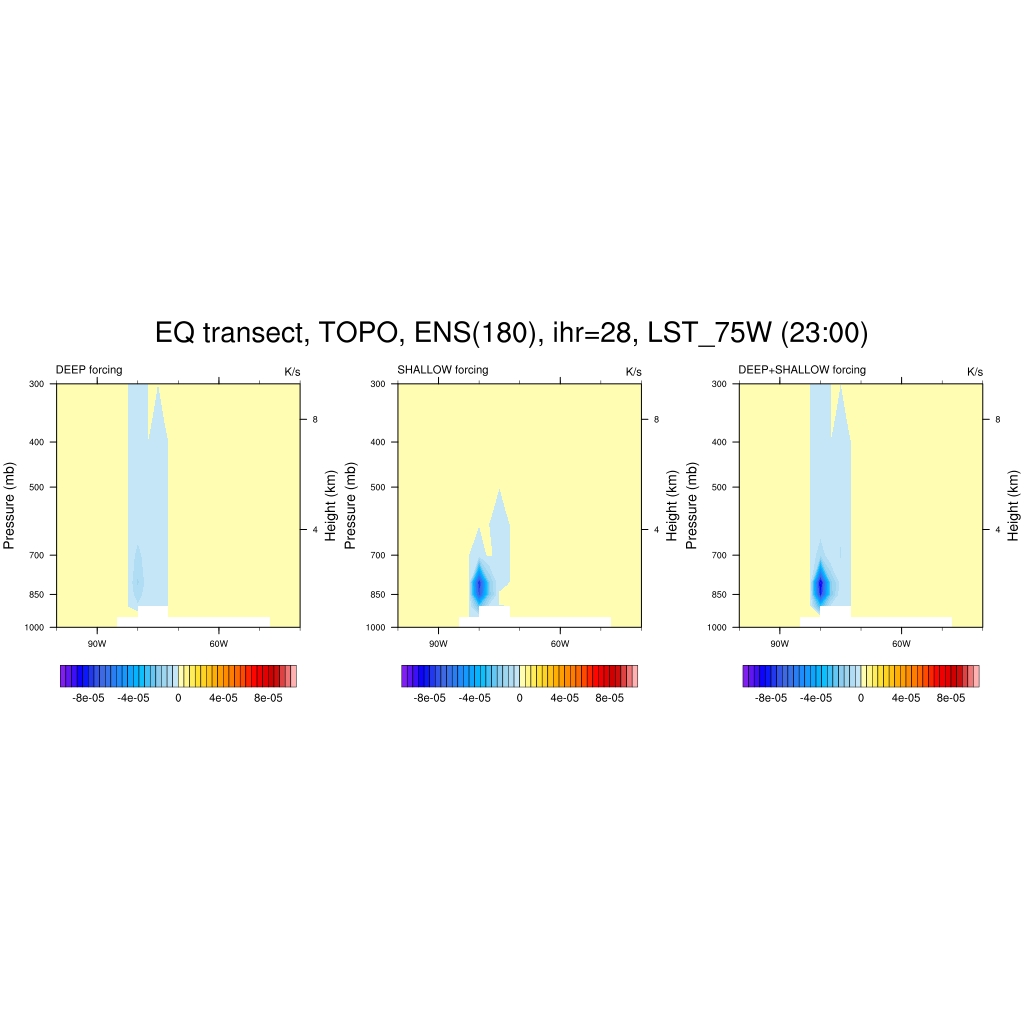 EQ transect, TOPO, ENS(180), ihr=28, LST_75W (23:00)
DEEP forcing K/s
300
400
500
700
850
1000
Pressure (mb)
8
4
Height (km)
90W 60W
-8e-05 -4e-05 0 4e-05 8e-05
SHALLOW forcing K/s
300
400
500
700
850
1000
Pressure (mb)
8
4
Height (km)
90W 60W
-8e-05 -4e-05 0 4e-05 8e-05
DEEP+SHALLOW forcing K/s
300
400
500
700
850
1000
Pressure (mb)
8
4
Height (km)
90W 60W
-8e-05 -4e-05 0 4e-05 8e-05